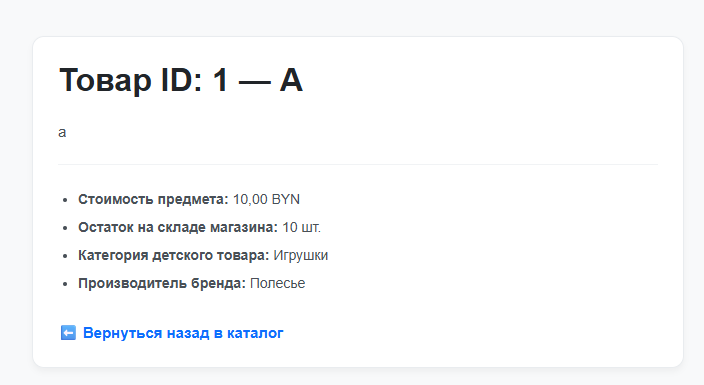 Товар ID: 1 — А
а
Стоимость предмета: 10,00 BYN
Остаток на складе магазина: 10 шт.
Категория детского товара: Игрушки
Производитель бренда: Полесье
⬅ Вернуться назад в каталог